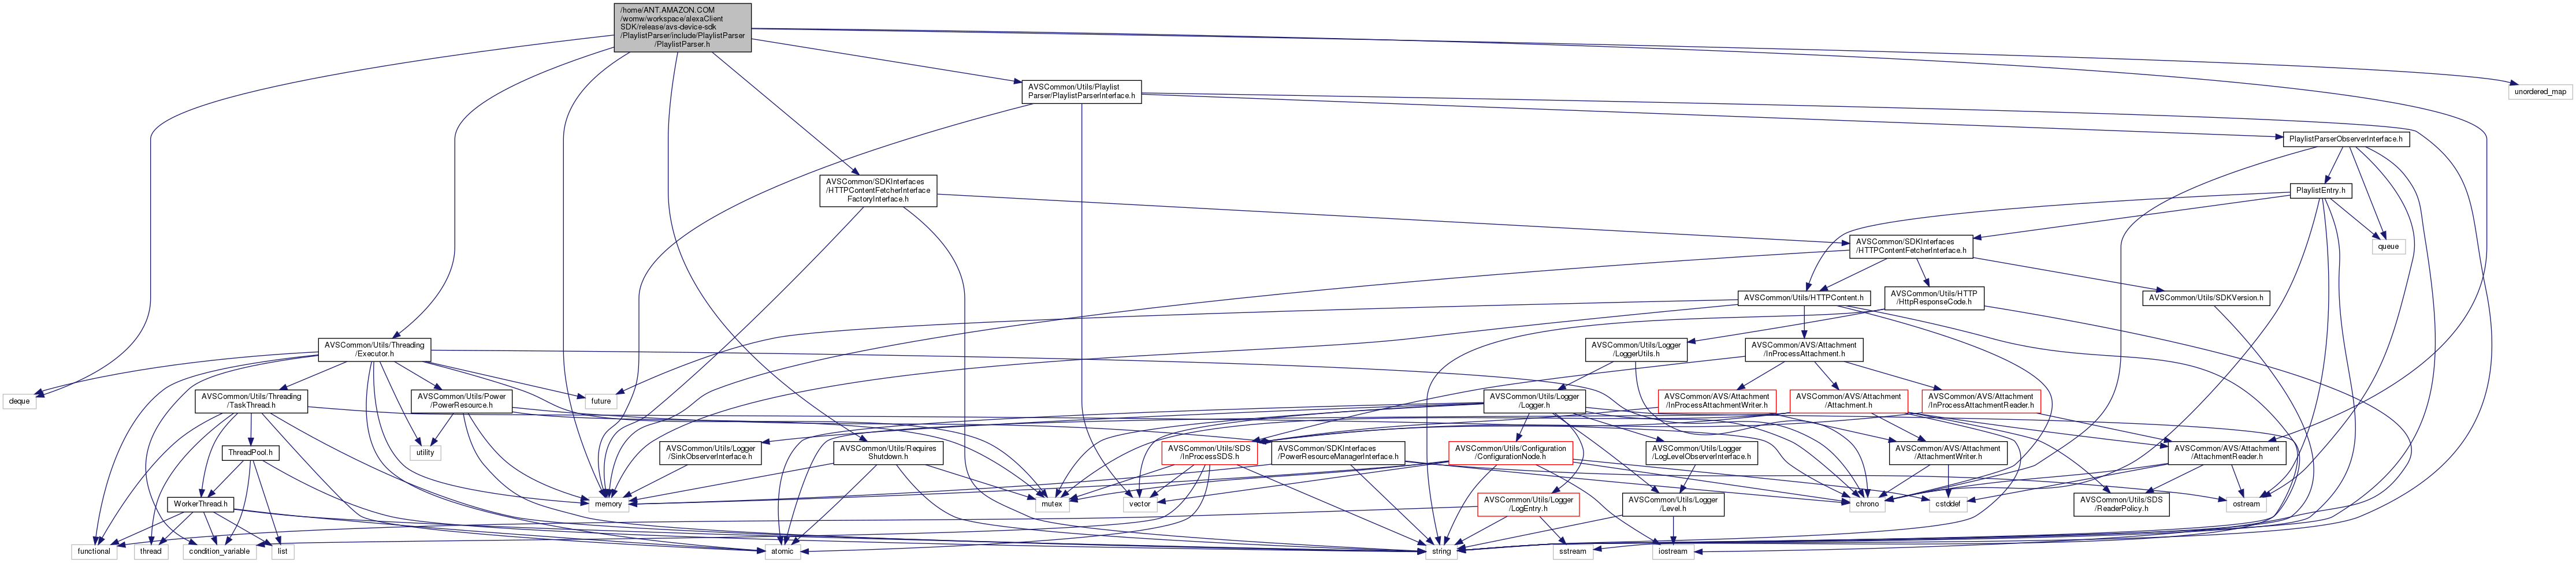 /home/ANT.AMAZON.COM
/womw/workspace/alexaClient
SDK/release/avs-device-sdk
/PlaylistParser/include/PlaylistParser
/PlaylistParser.h
AVSCommon/Utils/Playlist
Parser/PlaylistParserInterface.h
unordered_map
PlaylistParserObserverInterface.h
AVSCommon/SDKInterfaces
/HTTPContentFetcherInterface
FactoryInterface.h
PlaylistEntry.h
AVSCommon/SDKInterfaces
/HTTPContentFetcherInterface.h
queue
AVSCommon/Utils/HTTPContent.h
AVSCommon/Utils/HTTP
/HttpResponseCode.h
AVSCommon/Utils/SDKVersion.h
AVSCommon/Utils/Threading
/Executor.h
AVSCommon/Utils/Logger
/LoggerUtils.h
AVSCommon/AVS/Attachment
/InProcessAttachment.h
deque
AVSCommon/Utils/Threading
/TaskThread.h
AVSCommon/Utils/Power
/PowerResource.h
future
AVSCommon/Utils/Logger
/Logger.h
AVSCommon/AVS/Attachment
/InProcessAttachmentWriter.h
AVSCommon/AVS/Attachment
/Attachment.h
AVSCommon/AVS/Attachment
/InProcessAttachmentReader.h
ThreadPool.h
utility
AVSCommon/Utils/Logger
/SinkObserverInterface.h
AVSCommon/Utils/Requires
Shutdown.h
AVSCommon/Utils/SDS
/InProcessSDS.h
AVSCommon/SDKInterfaces
/PowerResourceManagerInterface.h
AVSCommon/Utils/Configuration
/ConfigurationNode.h
AVSCommon/Utils/Logger
/LogLevelObserverInterface.h
AVSCommon/AVS/Attachment
/AttachmentWriter.h
AVSCommon/AVS/Attachment
/AttachmentReader.h
WorkerThread.h
memory
mutex
vector
AVSCommon/Utils/Logger
/LogEntry.h
AVSCommon/Utils/Logger
/Level.h
chrono
cstddef
AVSCommon/Utils/SDS
/ReaderPolicy.h
ostream
functional
thread
condition_variable
list
atomic
string
sstream
iostream